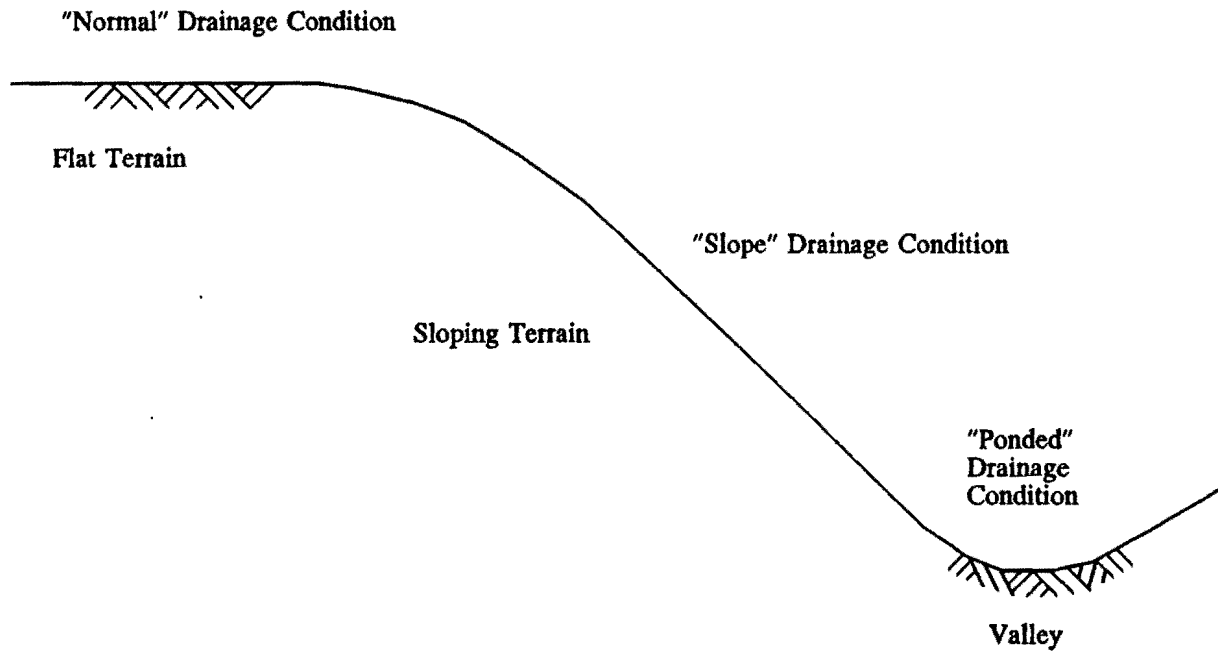 "Normal" Drainage Condition
Flat Terrain
"Slope" Drainage Condition
Sloping Terrain
"Ponded"
Drainage
Condition
Valley